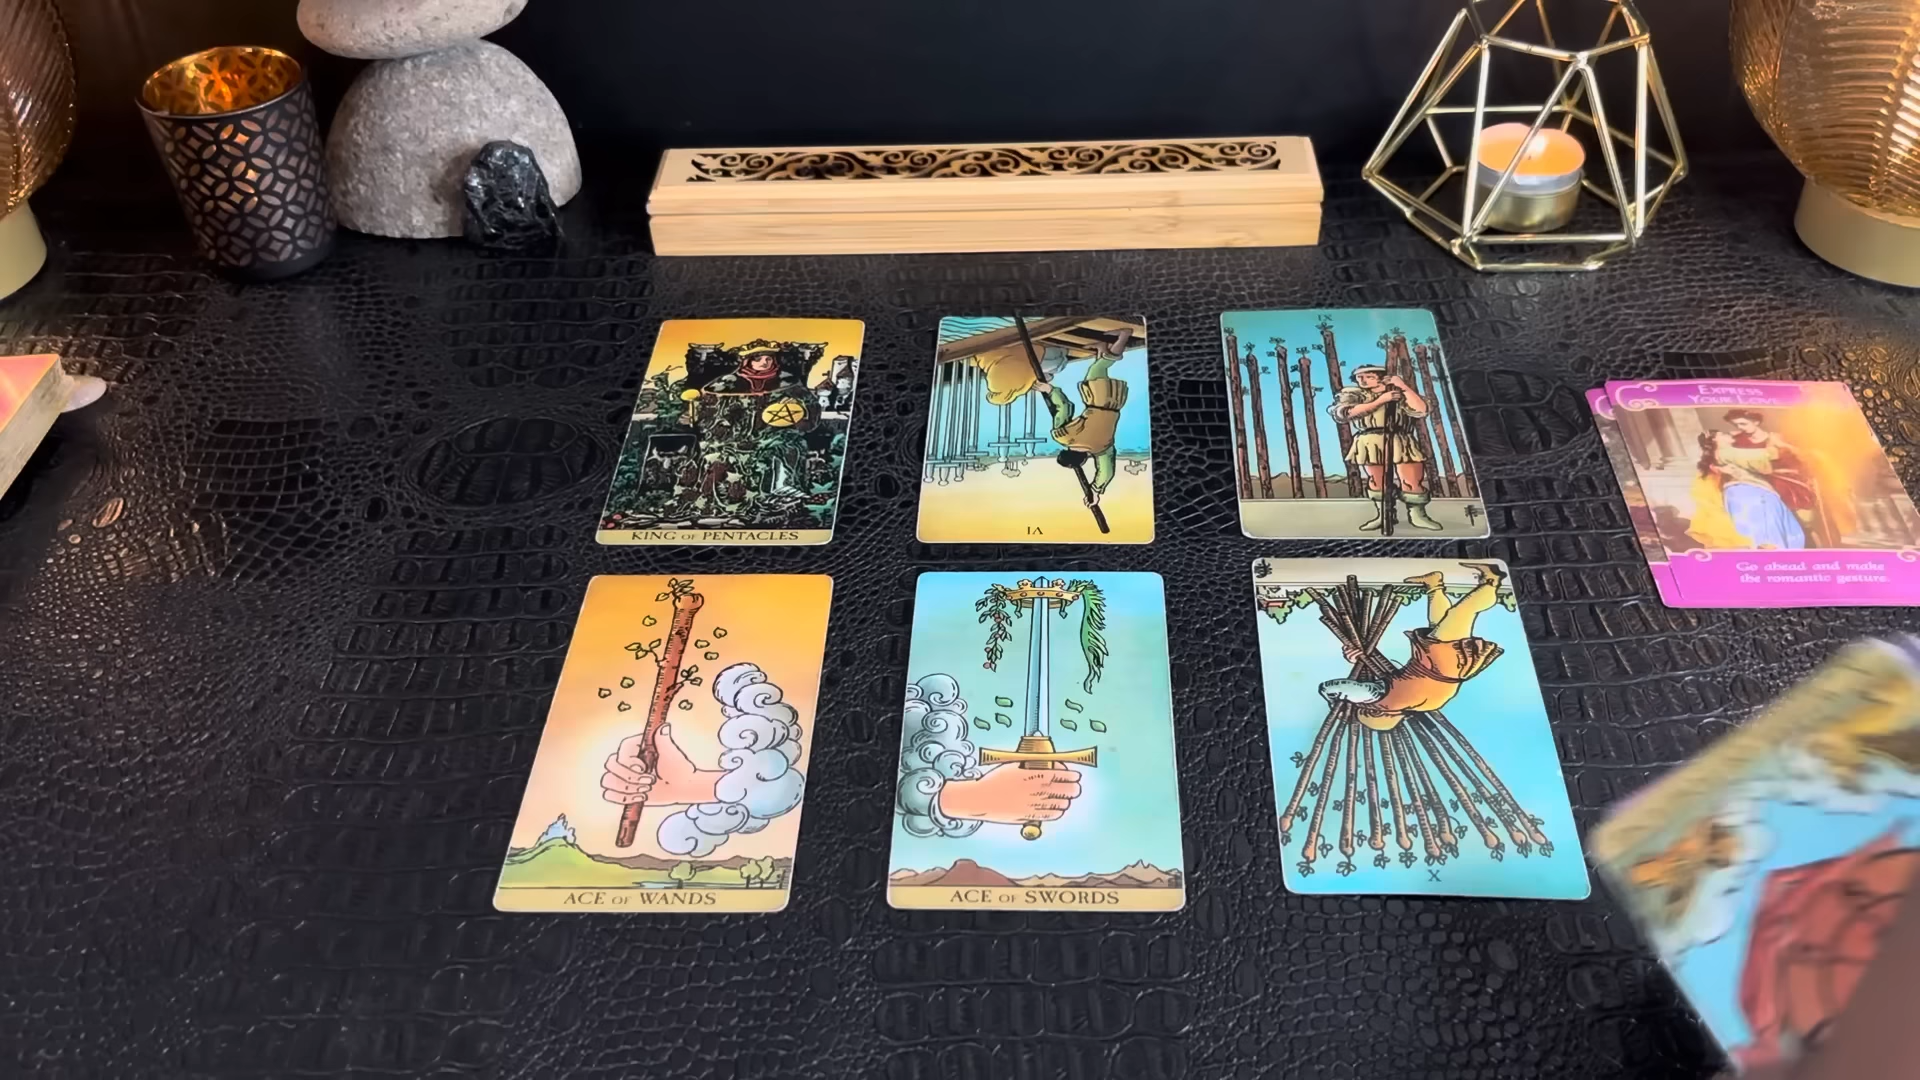 IX
KING OF PENTACLES
VI
EXPRESS
YOUR LOVE
Go ahead and make
the romantic gesture.
ACE OF WANDS
ACE OF SWORDS
X